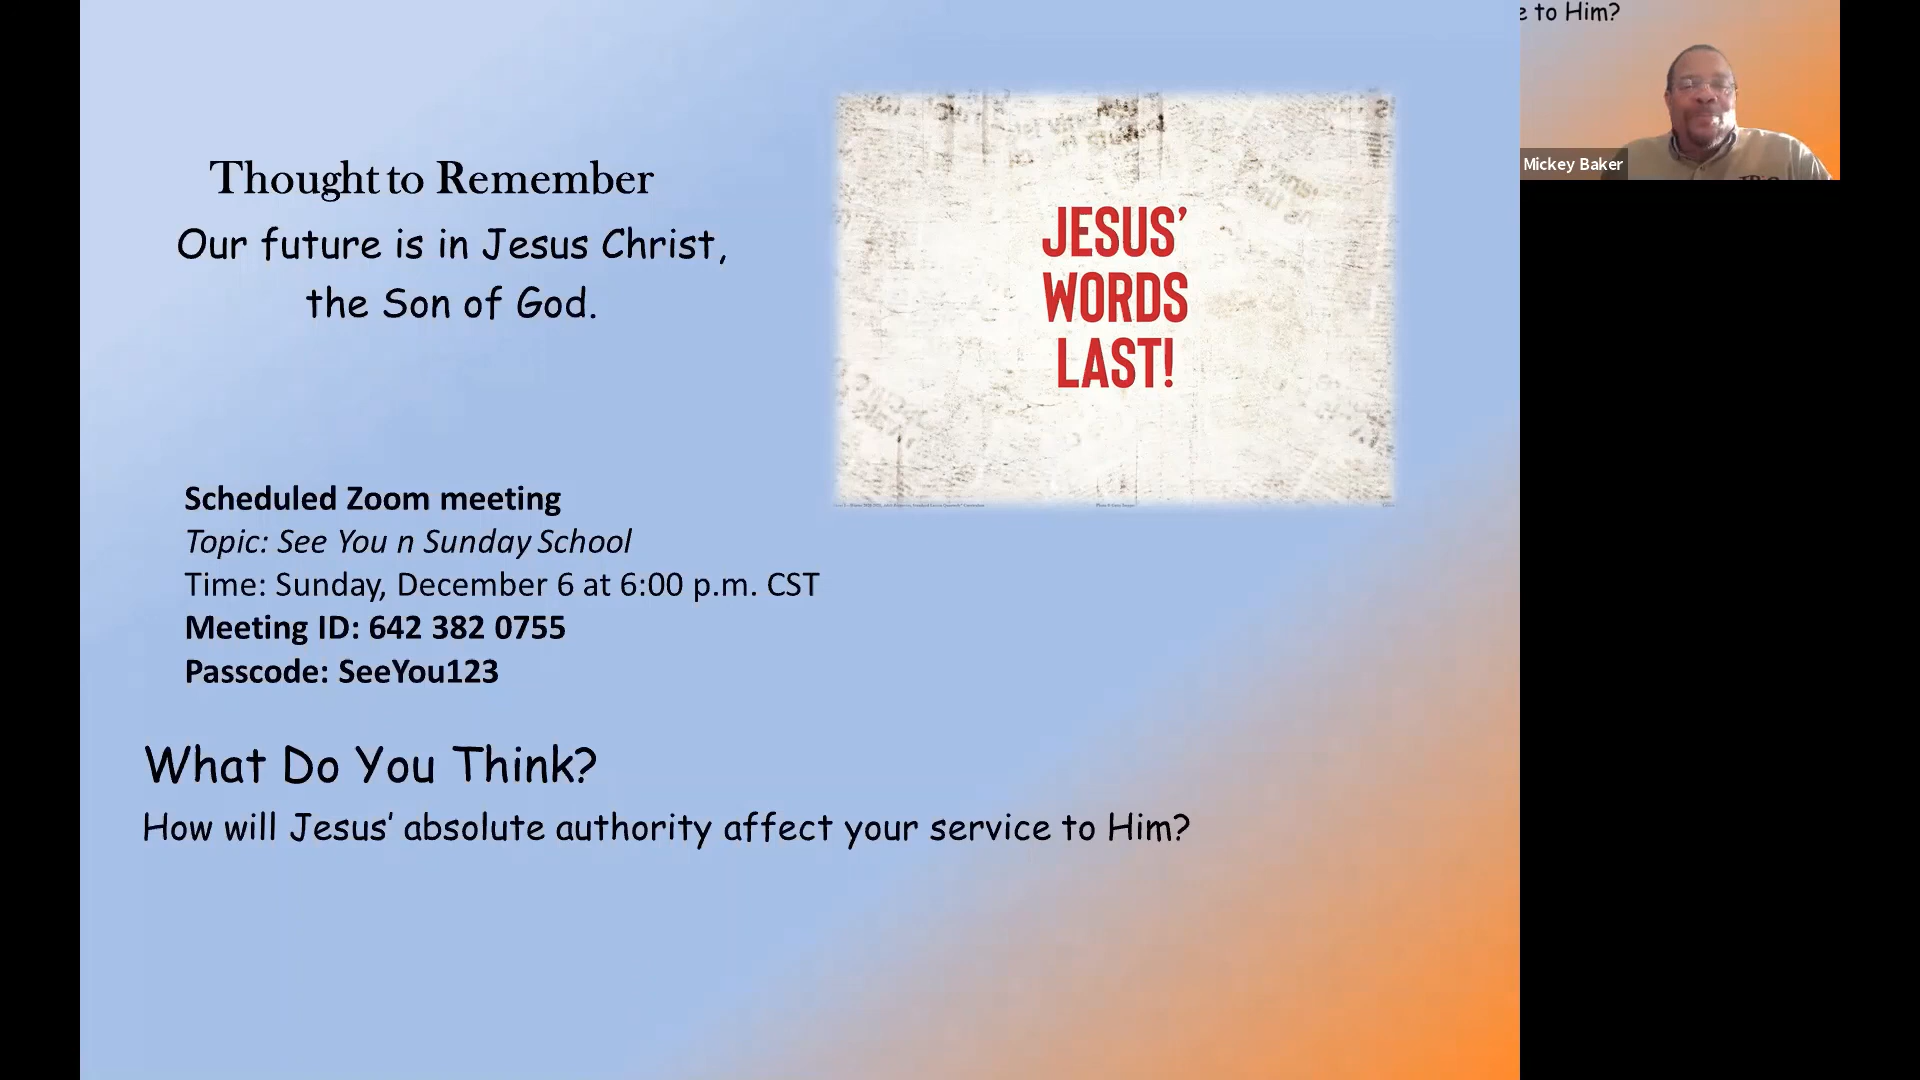 Thought to Remember
Our future is in Jesus Christ,
the Son of God.
JESUS’
WORDS
LAST!
Scheduled Zoom meeting
Topic: See You n Sunday School
Time: Sunday, December 6 at 6:00 p.m. CST
Meeting ID: 642 382 0755
Passcode: SeeYou123
What Do You Think?
How will Jesus’ absolute authority affect your service to Him?
e to Him?
Mickey Baker